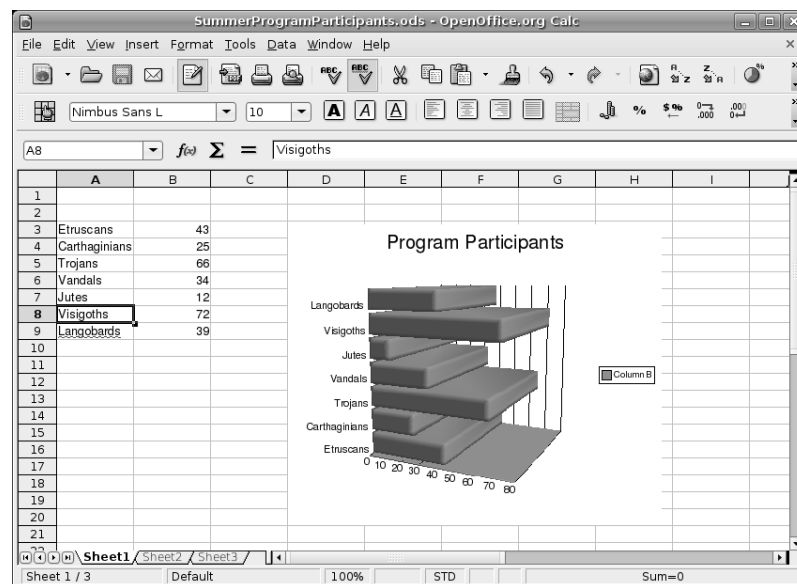 SummerProgramParticipants.ods - OpenOffice.org Calc
File Edit View Insert Format Tools Data Window Help
Nimbus Sans L 10
A8 f(x) Σ = Visigoths
A B C D E F G H I
1
2
3 Etruscans 43
4 Carthaginians 25
5 Trojans 66
6 Vandals 34
7 Jutes 12
8 Visigoths 72
9 Langobards 39
10
11
12
13
14
15
16
17
18
19
20
21
Program Participants
Langobards
Visigoths
Jutes
Vandals
Trojans
Carthaginians
Etruscans
0 10 20 30 40 50 60 70 80
Column B
Sheet1 Sheet2 Sheet3
Sheet 1 / 3 Default 100% STD Sum=0